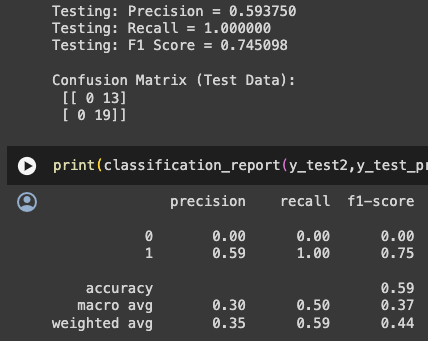 Testing: Precision = 0.593750
Testing: Recall = 1.000000
Testing: F1 Score = 0.745098
Confusion Matrix (Test Data):
[[ 0 13]
[ 0 19]]
print(classification_report(y_test2,y_test_pr
precision recall f1-score
0 0.00 0.00 0.00
1 0.59 1.00 0.75
accuracy 0.59
macro avg 0.30 0.50 0.37
weighted avg 0.35 0.59 0.44